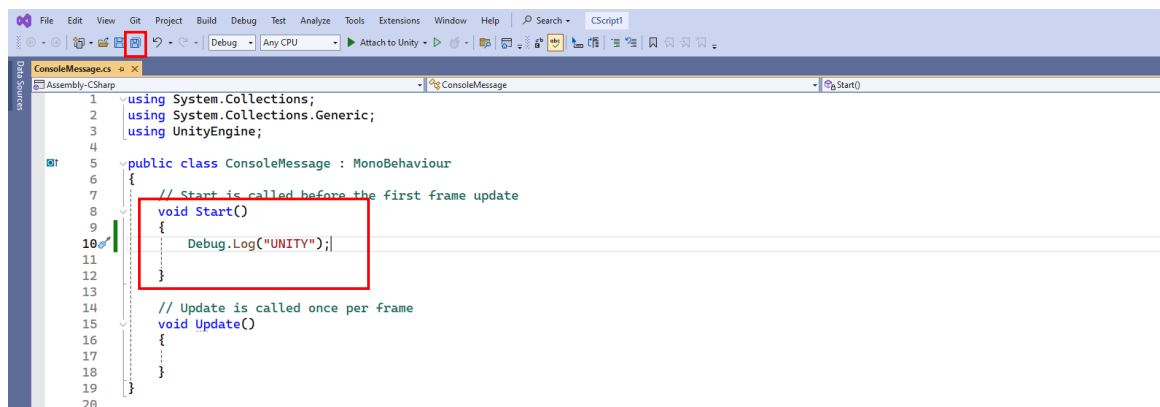 File Edit View Git Project Build Debug Test Analyze Tools Extensions Window Help Search CScript1
Debug Any CPU Attach to Unity
Data Sources
ConsoleMessage.cs
Assembly-CSharp ConsoleMessage Start()
1 using System.Collections;
2 using System.Collections.Generic;
3 using UnityEngine;
4
5 public class ConsoleMessage : MonoBehaviour
6 {
7 // Start is called before the first frame update
8 void Start()
9 {
10 Debug.Log("UNITY");
11
12 }
13
14 // Update is called once per frame
15 void Update()
16 {
17
18 }
19 }
20